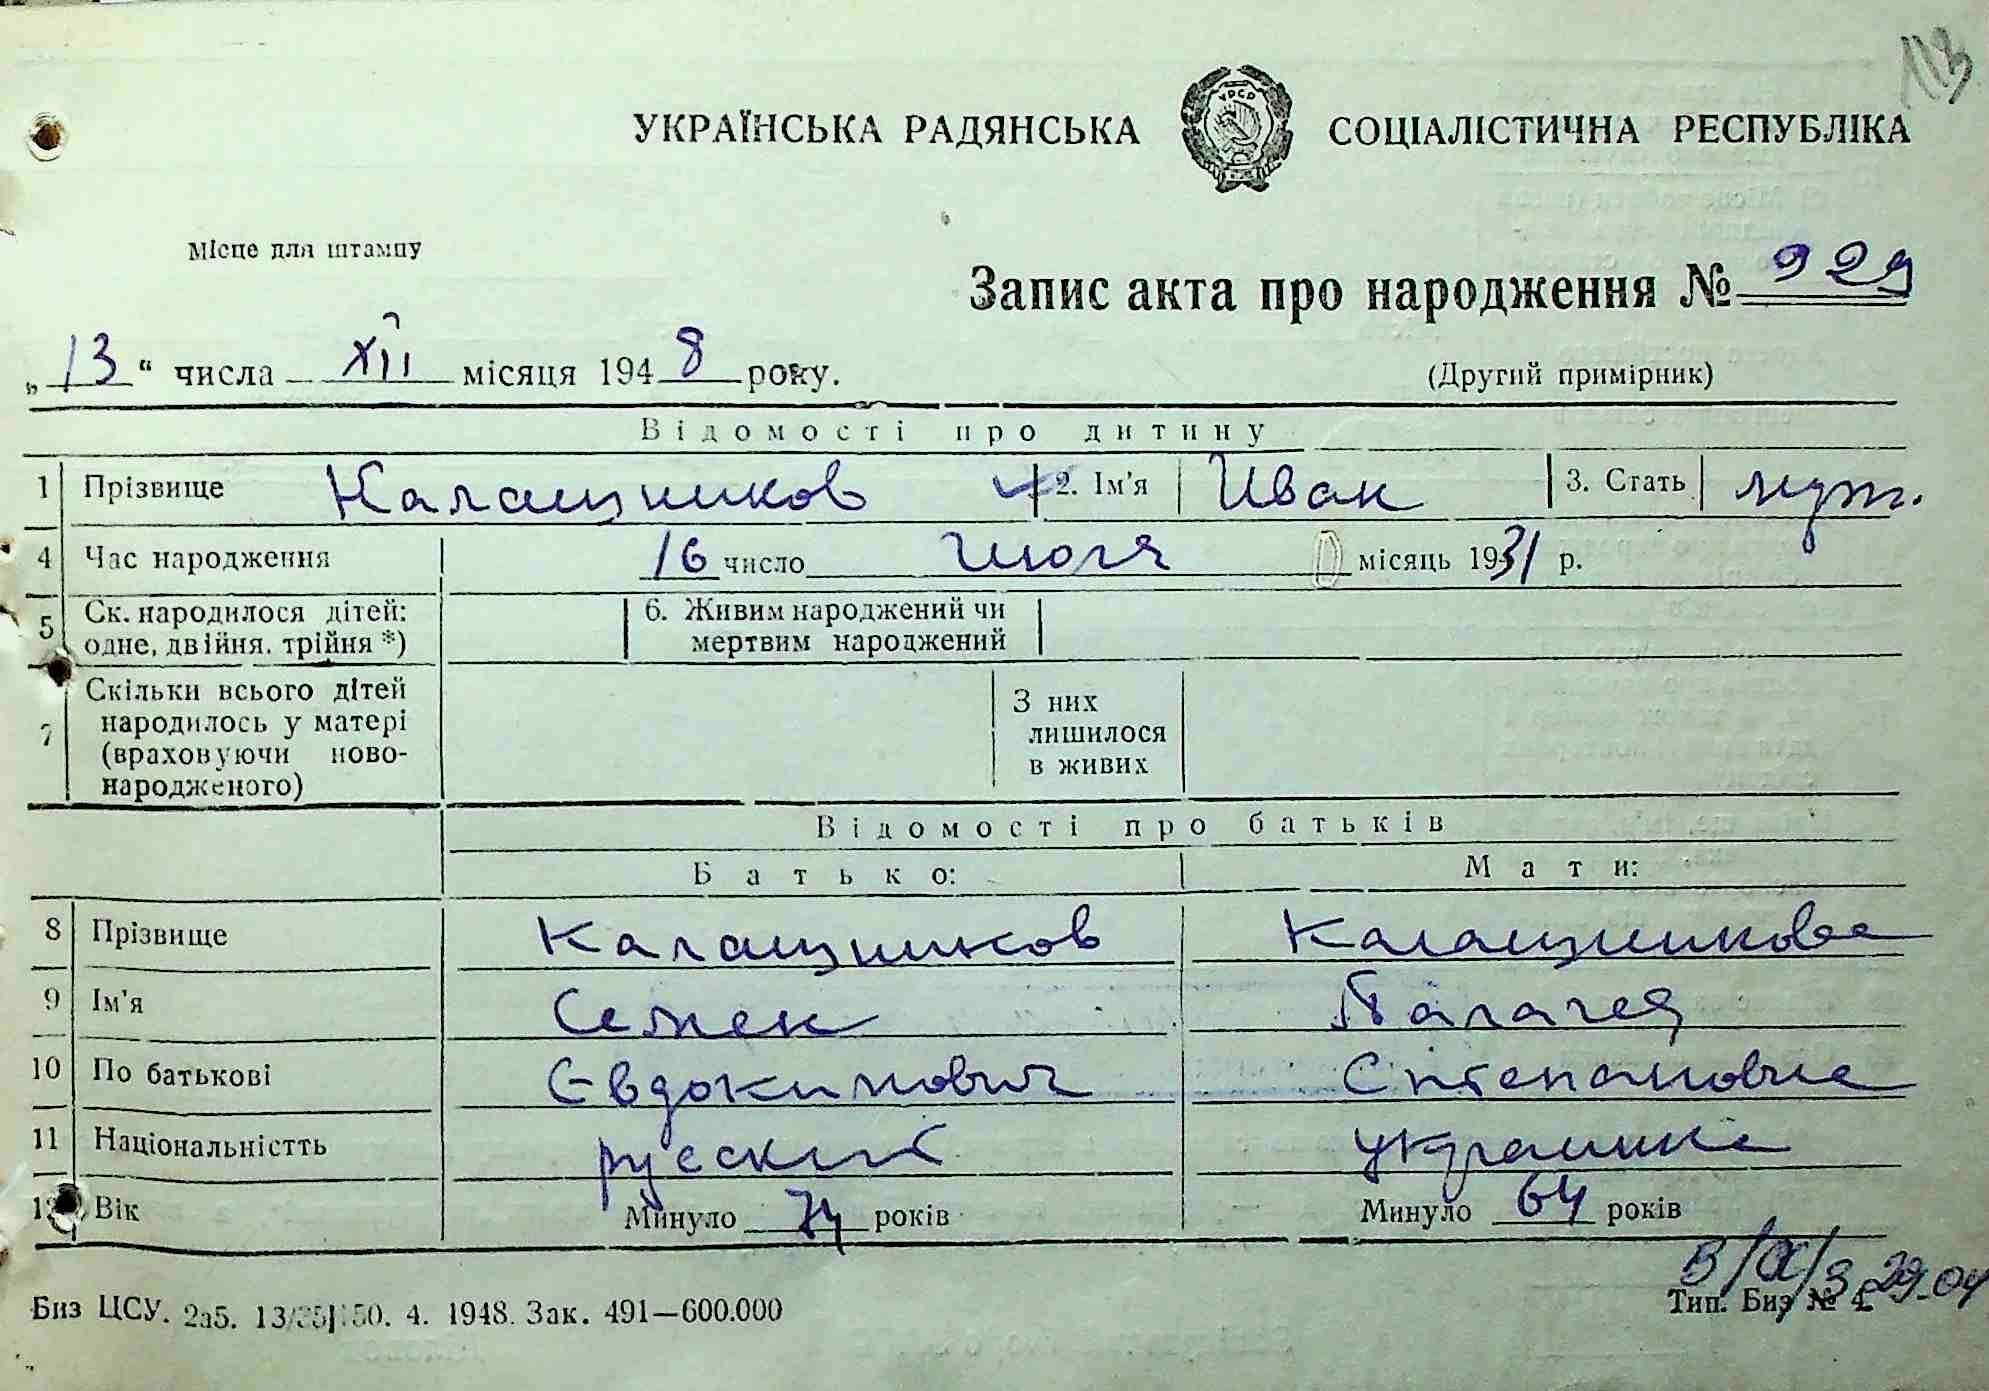 113
УКРАЇНСЬКА РАДЯНСЬКА СОЦІАЛІСТИЧНА РЕСПУБЛІКА
УРСР
Місце для штампу
Запис акта про народження № 929
„13“ числа XII місяця 1948 року.
(Другий примірник)
Відомості про дитину
1 Прізвище Калашников 2. Ім'я Иван 3. Стать муж.
4 Час народження 16 число Июля місяць 1931 р.
5 Ск. народилося дітей: одне, двійня, трійня *) 6. Живим народжений чи мертвим народжений
7 Скільки всього дітей народилось у матері (враховуючи новонародженого) З них лишилося в живих
Відомості про батьків
Батько: Мати:
8 Прізвище Калашников Калашникова
9 Ім'я Семен Палагея
10 По батькові Євдокимович Степановна
11 Національністть русский украинка
12 Вік Минуло 74 років Минуло 64 років
Биз ЦСУ. 2а5. 4. 1948. Зак. 491—600.000
Тип. Биз № 4.
29.04